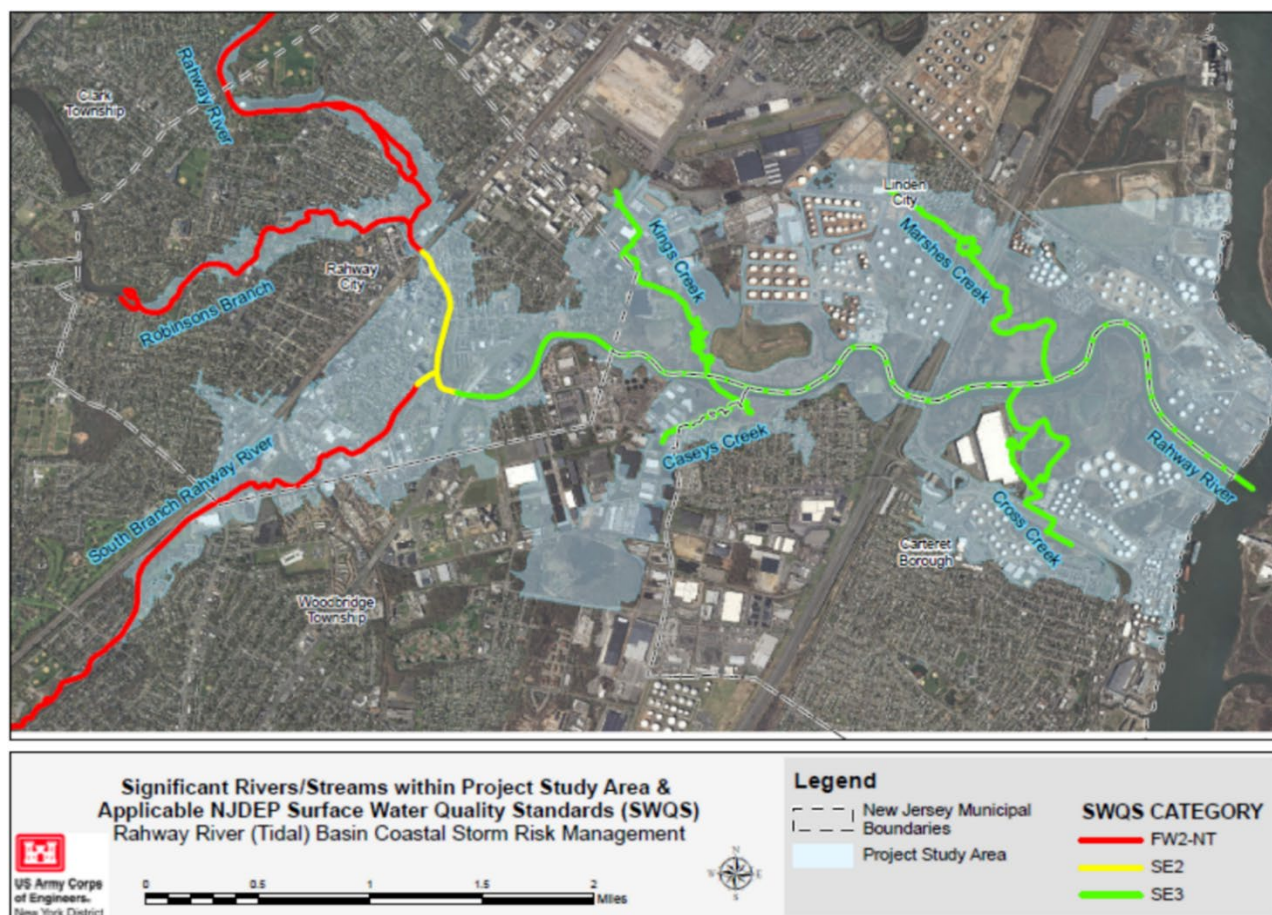 Clark
Township
Rahway River
Linden
City
Kings Creek
Marshes Creek
Rahway
City
Robinsons Branch
Caseys Creek
South Branch Rahway River
Rahway River
Cross Creek
Carteret
Borough
Woodbridge
Township
Significant Rivers/Streams within Project Study Area &
Applicable NJDEP Surface Water Quality Standards (SWQS)
Rahway River (Tidal) Basin Coastal Storm Risk Management
US Army Corps
of Engineers.
New York District
0 0.5 1 1.5 2
Miles
N
W E
S
Legend
New Jersey Municipal
Boundaries
Project Study Area
SWQS CATEGORY
FW2-NT
SE2
SE3